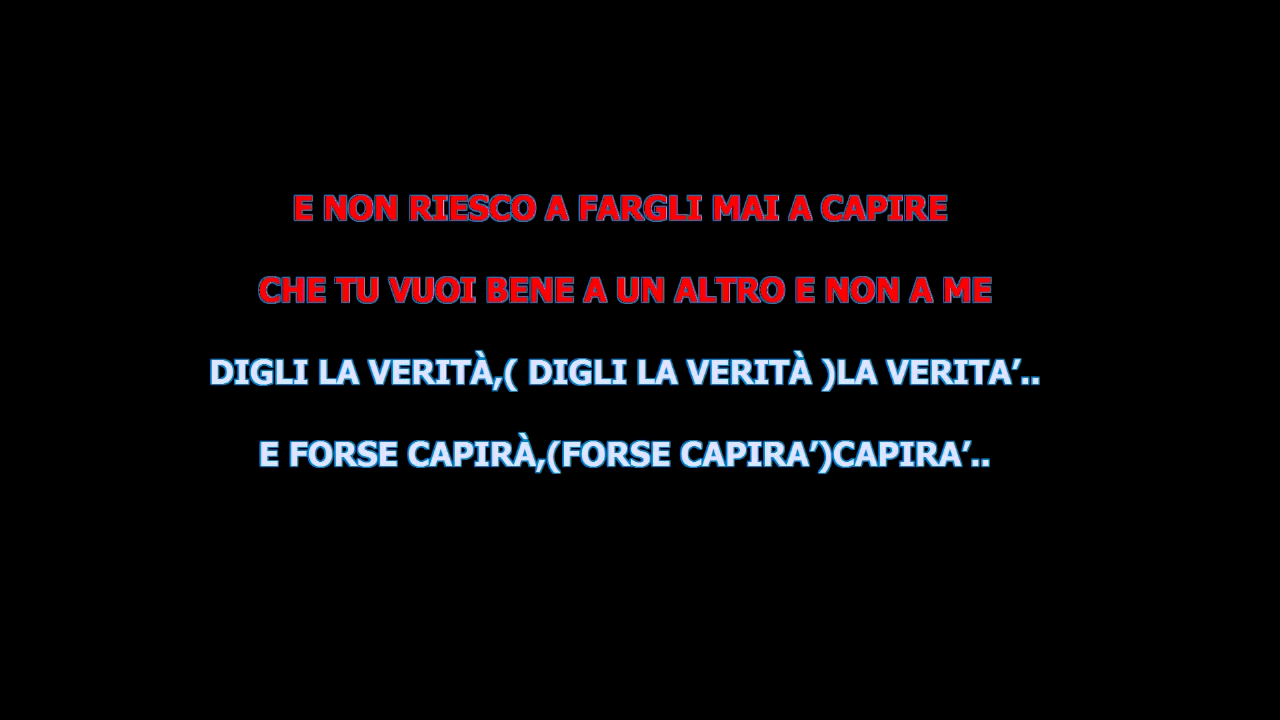 E NON RIESCO A FARGLI MAI A CAPIRE
CHE TU VUOI BENE A UN ALTRO E NON A ME
DIGLI LA VERITÀ,( DIGLI LA VERITÀ )LA VERITA’..
E FORSE CAPIRÀ,(FORSE CAPIRA’)CAPIRA’..